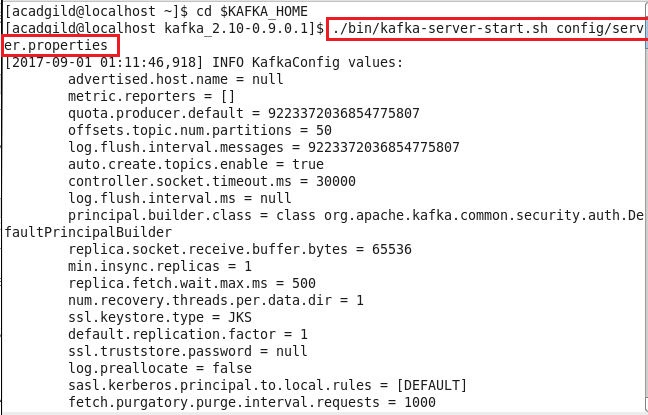 [acadgild@localhost ~]$ cd $KAFKA_HOME
[acadgild@localhost kafka_2.10-0.9.0.1]$ ./bin/kafka-server-start.sh config/serv
er.properties
[2017-09-01 01:11:46,918] INFO KafkaConfig values:
advertised.host.name = null
metric.reporters = []
quota.producer.default = 9223372036854775807
offsets.topic.num.partitions = 50
log.flush.interval.messages = 9223372036854775807
auto.create.topics.enable = true
controller.socket.timeout.ms = 30000
log.flush.interval.ms = null
principal.builder.class = class org.apache.kafka.common.security.auth.De
faultPrincipalBuilder
replica.socket.receive.buffer.bytes = 65536
min.insync.replicas = 1
replica.fetch.wait.max.ms = 500
num.recovery.threads.per.data.dir = 1
ssl.keystore.type = JKS
default.replication.factor = 1
ssl.truststore.password = null
log.preallocate = false
sasl.kerberos.principal.to.local.rules = [DEFAULT]
fetch.purgatory.purge.interval.requests = 1000